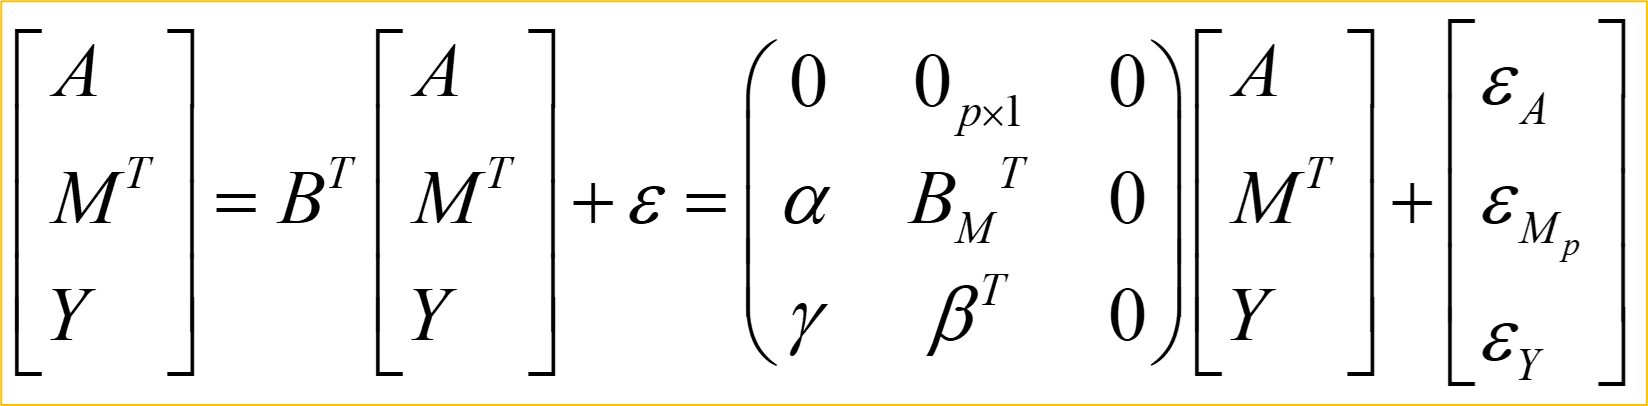 [A M^T Y] = B^T [A M^T Y] + ε = (0 0_{p×1} 0; α B_M^T 0; γ β^T 0) [A M^T Y] + [ε_A ε_{M_p} ε_Y]